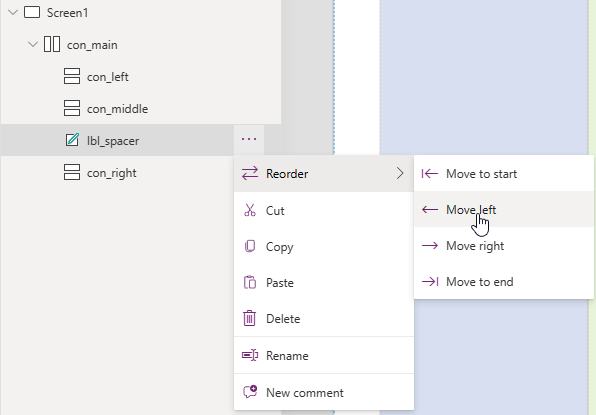 Screen1
con_main
con_left
con_middle
lbl_spacer
con_right
Reorder
Cut
Copy
Paste
Delete
Rename
New comment
Move to start
Move left
Move right
Move to end